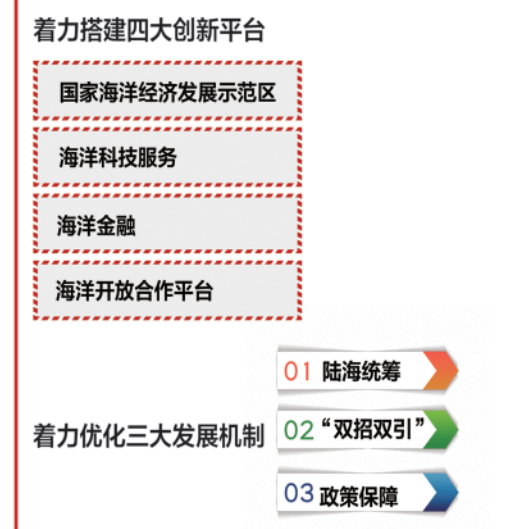 着力搭建四大创新平台
国家海洋经济发展示范区
海洋科技服务
海洋金融
海洋开放合作平台
01 陆海统筹
着力优化三大发展机制
02 “双招双引”
03 政策保障